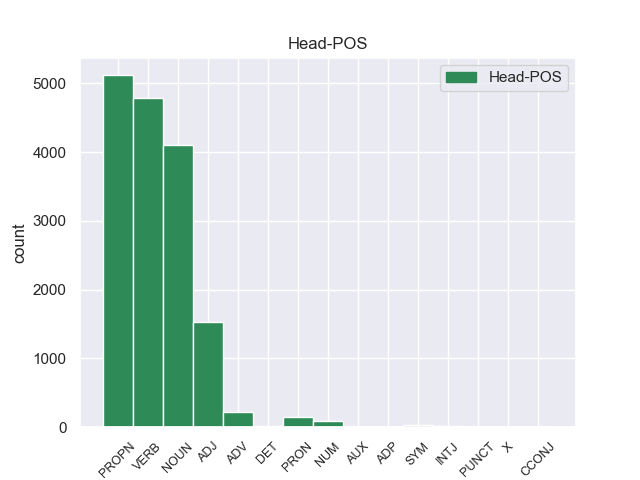 Head-POS
Head-POS
count
5000
4000
3000
2000
1000
0
PROPN
VERB
NOUN
ADJ
ADV
DET
PRON
NUM
AUX
ADP
SYM
INTJ
PUNCT
X
CCONJ